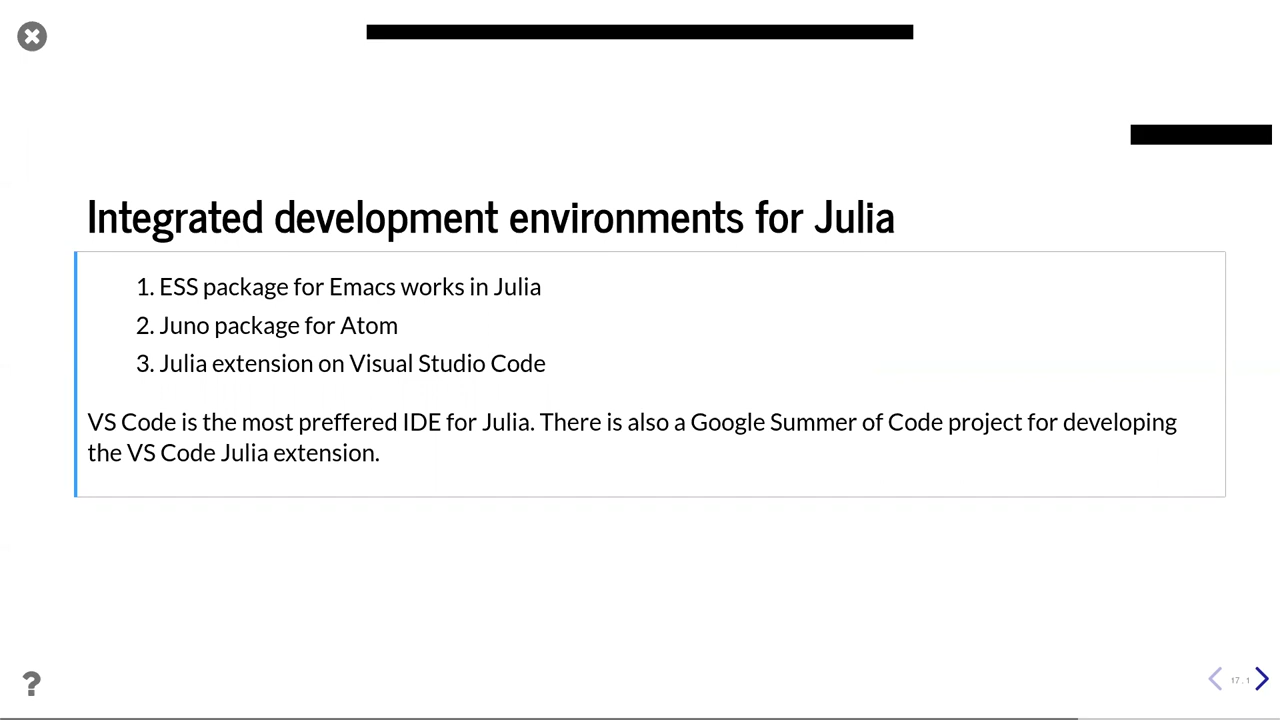 Integrated development environments for Julia
1. ESS package for Emacs works in Julia
2. Juno package for Atom
3. Julia extension on Visual Studio Code
VS Code is the most preffered IDE for Julia. There is also a Google Summer of Code project for developing
the VS Code Julia extension.
?
17.1